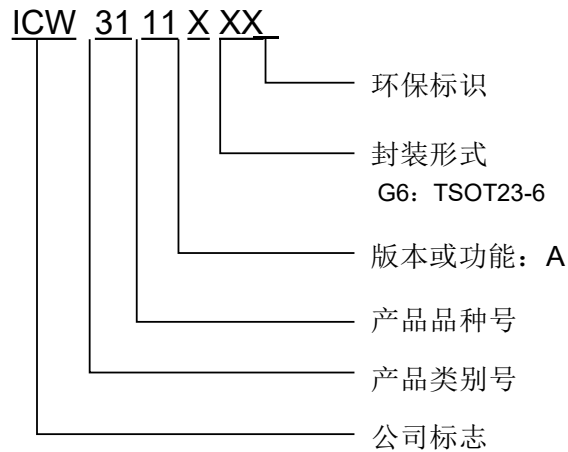 ICW 31 11 X XX
环保标识
封装形式
G6：TSOT23-6
版本或功能：A
产品品种号
产品类别号
公司标志